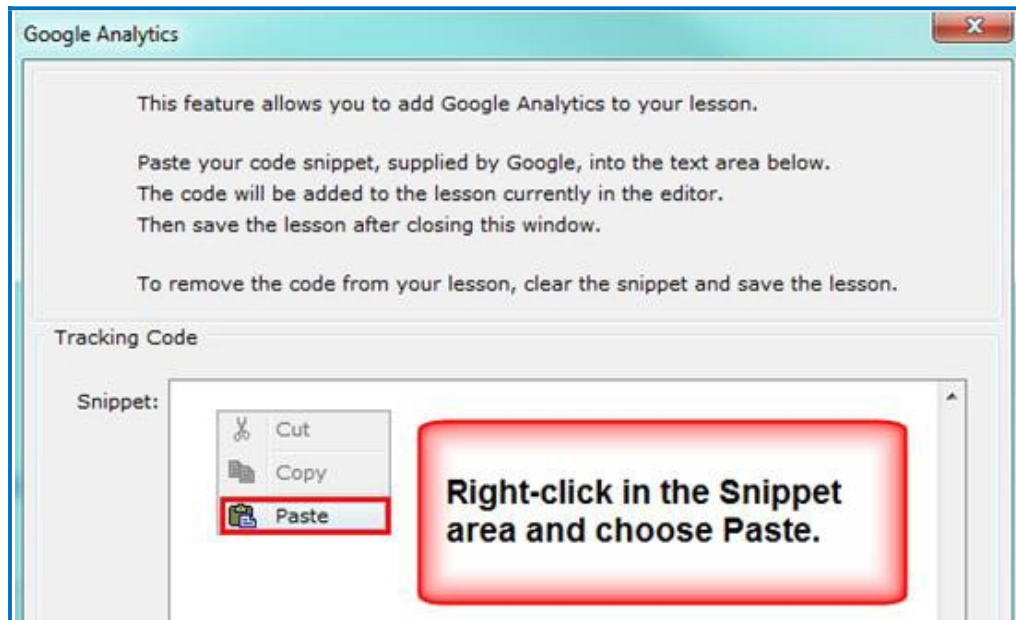 Google Analytics
This feature allows you to add Google Analytics to your lesson.
Paste your code snippet, supplied by Google, into the text area below.
The code will be added to the lesson currently in the editor.
Then save the lesson after closing this window.
To remove the code from your lesson, clear the snippet and save the lesson.
Tracking Code
Snippet:
Cut
Copy
Paste
Right-click in the Snippet
area and choose Paste.